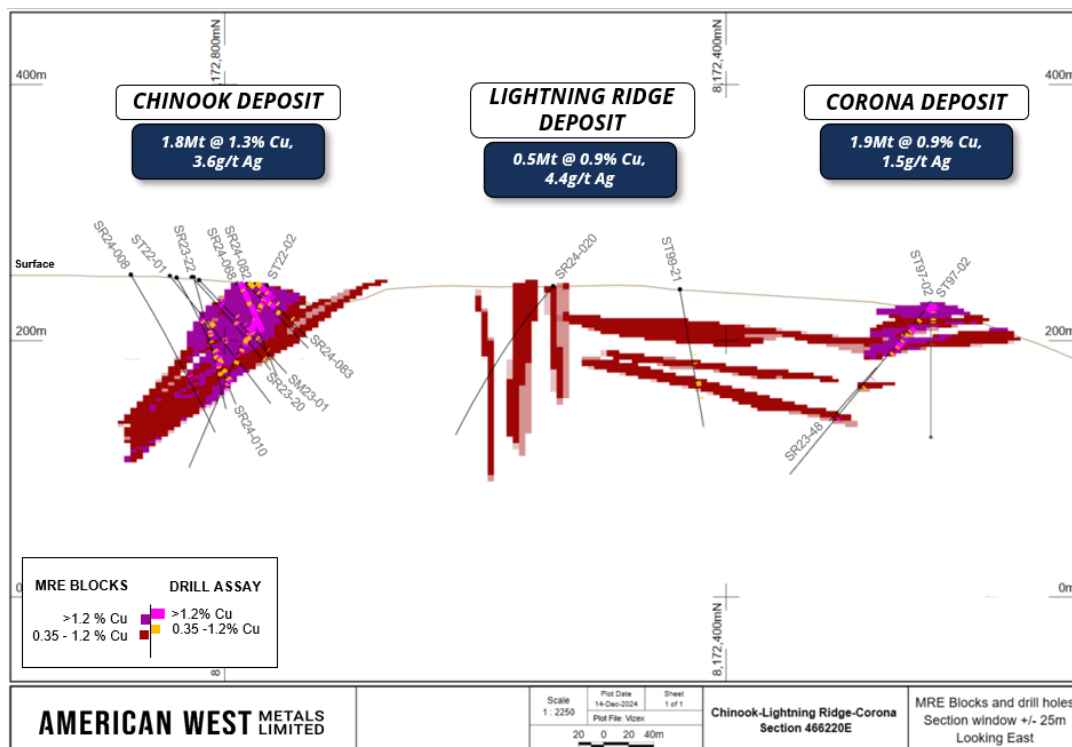 8,172,800mN
8,172,400mN
400m
400m
CHINOOK DEPOSIT
1.8Mt @ 1.3% Cu,
3.6g/t Ag
LIGHTNING RIDGE
DEPOSIT
0.5Mt @ 0.9% Cu,
4.4g/t Ag
CORONA DEPOSIT
1.9Mt @ 0.9% Cu,
1.5g/t Ag
Surface
SR24-008
ST22-01
SR23-22
SR24-068
SR24-082
ST22-02
SR24-020
ST99-21
ST97-02
ST97-02
200m
200m
SR24-083
SM23-01
SR23-20
SR24-010
SR23-48
MRE BLOCKS
DRILL ASSAY
>1.2 % Cu
>1.2% Cu
0.35 - 1.2 % Cu
0.35 -1.2% Cu
0m
8
8,172,400mN
AMERICAN WEST METALS
LIMITED
Scale
1 : 2250
Plot Date
14-Dec-2024
Sheet
1 of 1
Plot File: Vizex
20 0 20 40m
Chinook-Lightning Ridge-Corona
Section 466220E
MRE Blocks and drill holes
Section window +/- 25m
Looking East